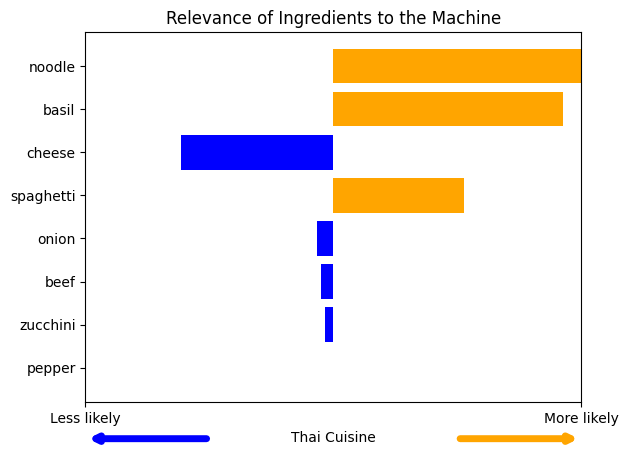 Relevance of Ingredients to the Machine
noodle
basil
cheese
spaghetti
onion
beef
zucchini
pepper
Less likely
More likely
Thai Cuisine